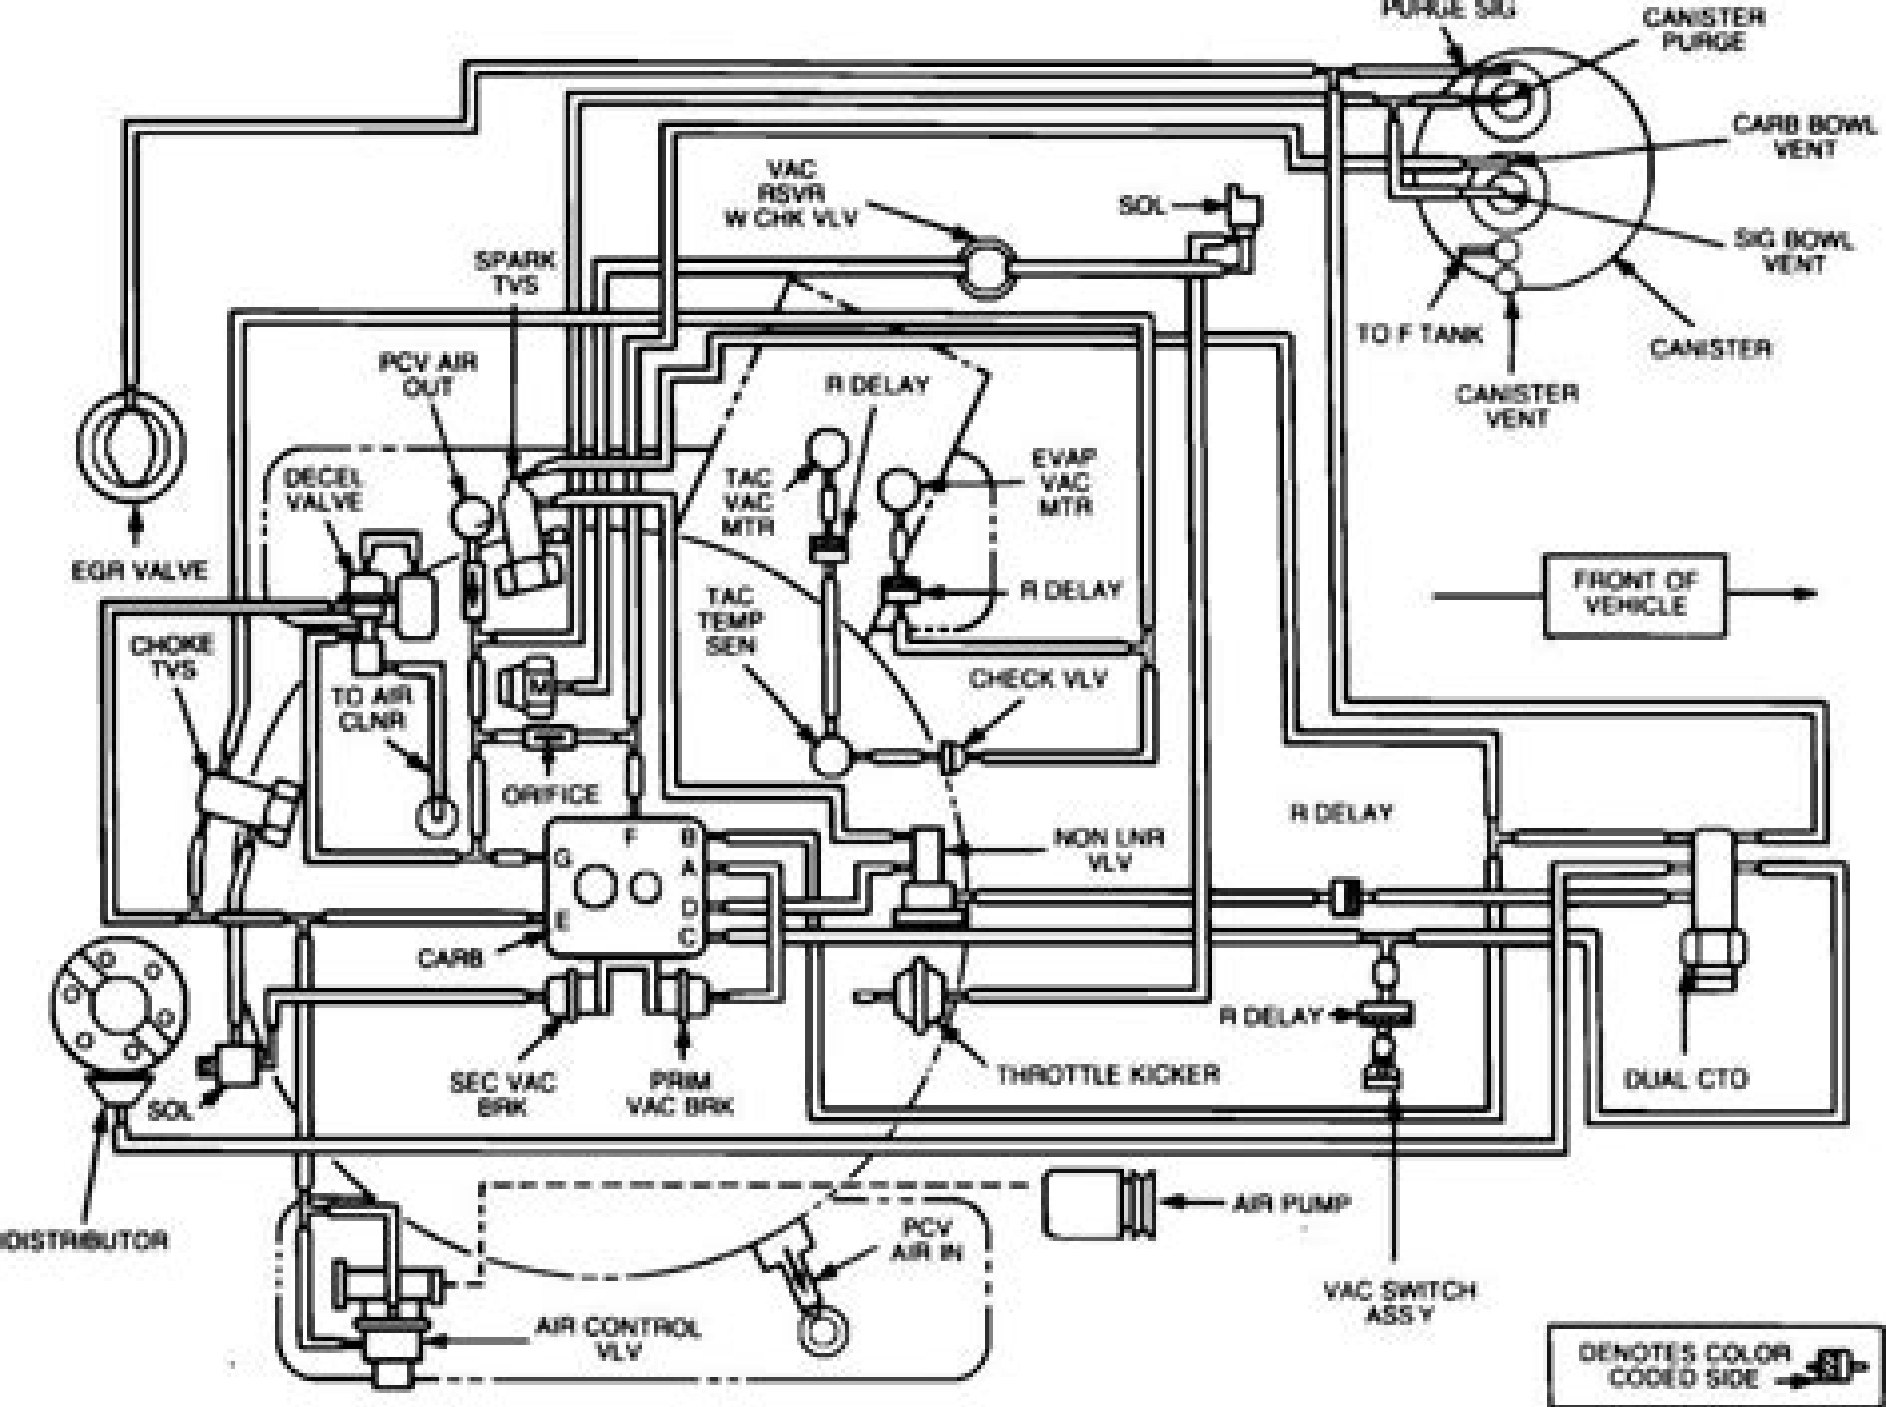 PURGE SIG
CANISTER
PURGE
CARB BOWL
VENT
VAC
RSVR
W CHK VLV
SOL
SIG BOWL
VENT
SPARK
TVS
TO F TANK
CANISTER
CANISTER
VENT
PCV AIR
OUT
R DELAY
DECEL
VALVE
TAC
VAC
MTR
EVAP
VAC
MTR
EGR VALVE
R DELAY
FRONT OF
VEHICLE
TAC
TEMP
SEN
CHOKE
TVS
CHECK VLV
TO AIR
CLNR
M
ORIFICE
R DELAY
F
B
G
A
D
E
C
NON LNR
VLV
CARB
R DELAY
SEC VAC
BRK
PRIM
VAC BRK
THROTTLE KICKER
DUAL CTO
SOL
DISTRIBUTOR
AIR PUMP
PCV
AIR IN
VAC SWITCH
ASSY
AIR CONTROL
VLV
DENOTES COLOR
CODED SIDE